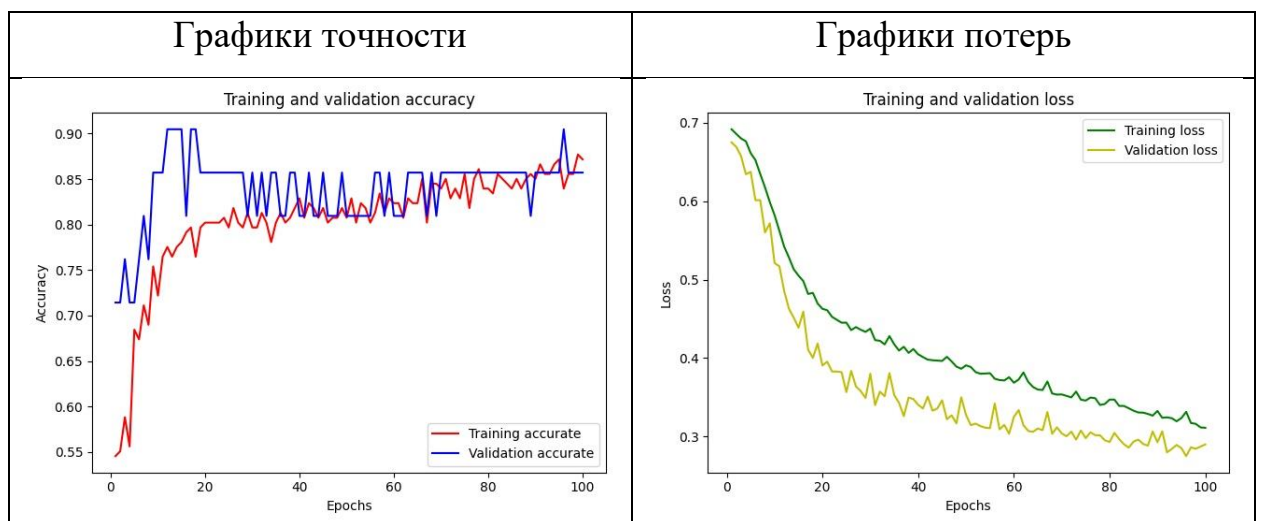 Графики точности
Графики потерь
Training and validation accuracy
Accuracy
0.90
0.85
0.80
0.75
0.70
0.65
0.60
0.55
Training accurate
Validation accurate
0 20 40 60 80 100
Epochs
Training and validation loss
Loss
0.7
0.6
0.5
0.4
0.3
Training loss
Validation loss
0 20 40 60 80 100
Epochs